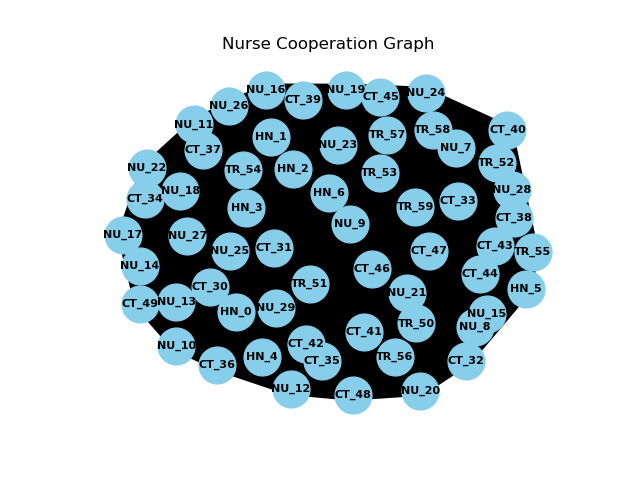 Nurse Cooperation Graph
NU_16
NU_19
NU_24
CT_39
CT_45
NU_26
NU_11
CT_40
TR_58
HN_1
TR_57
NU_23
NU_7
CT_37
TR_52
NU_22
TR_54
HN_2
TR_53
NU_18
NU_28
HN_6
CT_34
CT_33
HN_3
TR_59
CT_38
NU_9
NU_17
NU_27
CT_43
CT_31
NU_25
CT_47
TR_55
NU_14
CT_46
CT_44
TR_51
CT_30
HN_5
NU_21
NU_13
CT_49
NU_29
HN_0
NU_15
TR_50
NU_8
CT_41
CT_42
NU_10
HN_4
TR_56
CT_35
CT_32
CT_36
NU_12
NU_20
CT_48